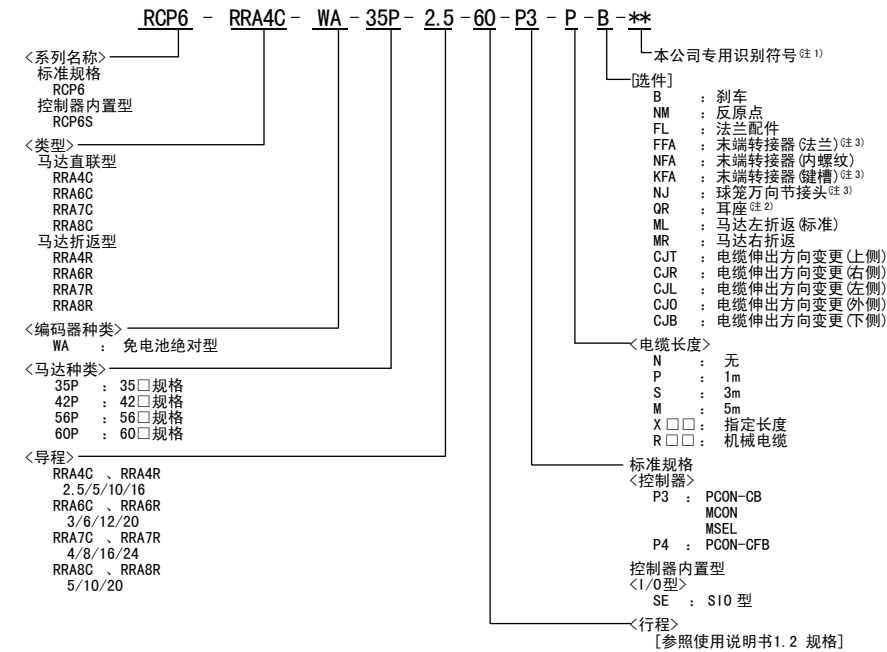 RCP6 - RRA4C - WA - 35P - 2.5 - 60 - P3 - P - B - **
<系列名称>
标准规格
RCP6
控制器内置型
RCP6S
<类型>
马达直联型
RRA4C
RRA6C
RRA7C
RRA8C
马达折返型
RRA4R
RRA6R
RRA7R
RRA8R
<编码器种类>
WA : 免电池绝对型
<马达种类>
35P : 35□规格
42P : 42□规格
56P : 56□规格
60P : 60□规格
<导程>
RRA4C 、RRA4R
2.5/5/10/16
RRA6C 、RRA6R
3/6/12/20
RRA7C 、RRA7R
4/8/16/24
RRA8C 、RRA8R
5/10/20
本公司专用识别符号(注1)
[选件]
B : 刹车
NM : 反原点
FL : 法兰配件
FFA : 末端转接器(法兰)(注3)
NFA : 末端转接器(内螺纹)
KFA : 末端转接器(键槽)(注3)
NJ : 球笼万向节接头(注3)
QR : 耳座(注2)
ML : 马达左折返(标准)
MR : 马达右折返
CJT : 电缆伸出方向变更(上侧)
CJR : 电缆伸出方向变更(右侧)
CJL : 电缆伸出方向变更(左侧)
CJO : 电缆伸出方向变更(外侧)
CJB : 电缆伸出方向变更(下侧)
<电缆长度>
N : 无
P : 1m
S : 3m
M : 5m
X□□: 指定长度
R□□: 机械电缆
标准规格
<控制器>
P3 : PCON-CB
MCON
MSEL
P4 : PCON-CFB
控制器内置型
<I/O型>
SE : SIO型
<行程>
[参照使用说明书1.2 规格]